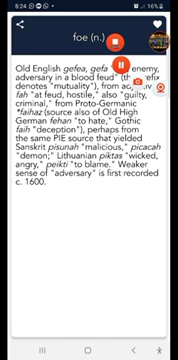 8:24
16%
foe (n.)
Old English gefea, gefa enemy,
adversary in a blood feud" (the
denotes "mutuality"), from
fah "at feud, hostile," also "guilty,
criminal," from Proto-Germanic
*faihaz (source also of Old High
German fehan "to hate," Gothic
faih "deception"), perhaps from
the same PIE source that yielded
Sanskrit pisunah "malicious," picacah
"demon;" Lithuanian piktas "wicked,
angry," peikti "to blame." Weaker
sense of "adversary" is first recorded
c. 1600.